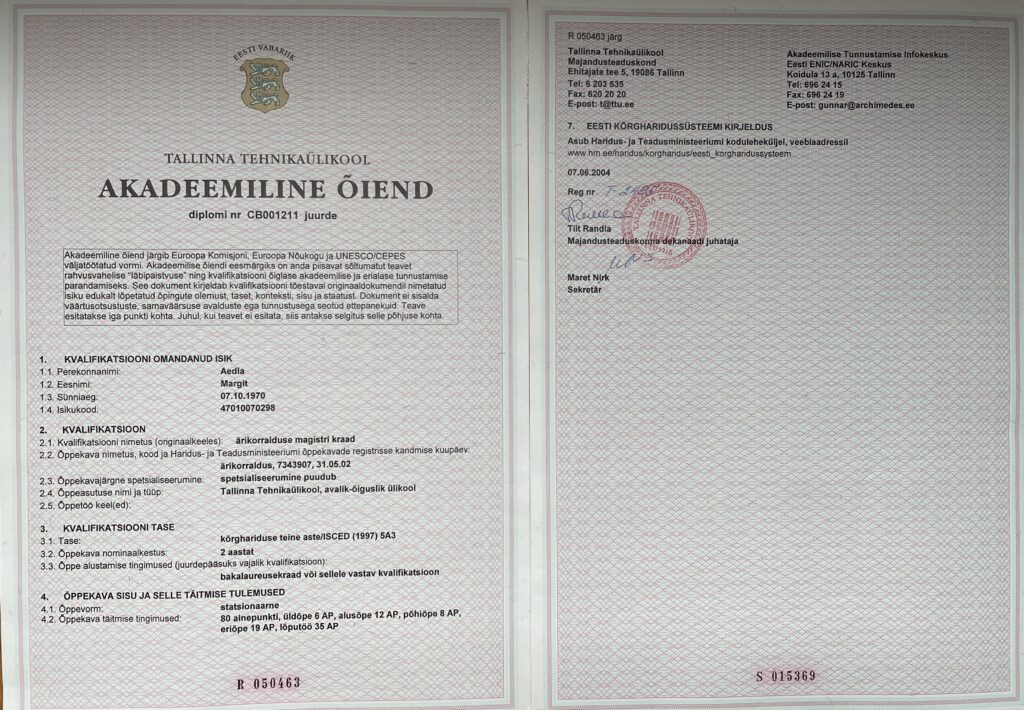 EESTI VABARIIK
TALLINNA TEHNIKAÜLIKOOL
AKADEEMILINE ÕIEND
diplomi nr CB001211 juurde
Akadeemiline õiend järgib Euroopa Komisjoni, Euroopa Nõukogu ja UNESCO/CEPES
väljatöötatud vormi. Akadeemilise õiendi eesmärgiks on anda piisavat sõltumatut teavet
rahvusvahelise "läbipaistvuse" ning kvalifikatsiooni õiglase akadeemilise ja erialase tunnustamise
parandamiseks. See dokument kirjeldab kvalifikatsiooni tõestaval originaaldokumendil nimetatud
isiku edukalt lõpetatud õpingute olemust, taset, konteksti, sisu ja staatust. Dokument ei sisalda
väärtusotsustuste, samaväärsuse avalduste ega tunnustusega seotud ettepanekuid. Teave
esitatakse iga punkti kohta. Juhul, kui teavet ei esitata, siis antakse selgitus selle põhjuse kohta.
1. KVALIFIKATSIOONI OMANDANUD ISIK
1.1. Perekonnanimi: Aedla
1.2. Eesnimi: Margit
1.3. Sünniaeg: 07.10.1970
1.4. Isikukood: 47010070298
2. KVALIFIKATSIOON
2.1. Kvalifikatsiooni nimetus (originaalkeeles): ärikorralduse magistri kraad
2.2. Õppekava nimetus, kood ja Haridus- ja Teadusministeeriumi õppekavade registrisse kandmise kuupäev:
ärikorraldus, 7343907, 31.05.02
2.3. Õppekavajärgne spetsialiseerumine: spetsialiseerumine puudub
2.4. Õppeasutuse nimi ja tüüp: Tallinna Tehnikaülikool, avalik-õiguslik ülikool
2.5. Õppetöö keel(ed):
3. KVALIFIKATSIOONI TASE
3.1. Tase: kõrghariduse teine aste/ISCED (1997) 5A3
3.2. Õppekava nominaalkestus: 2 aastat
3.3. Õppe alustamise tingimused (juurdepääsuks vajalik kvalifikatsioon):
bakalaureusekraad või sellele vastav kvalifikatsioon
4. ÕPPEKAVA SISU JA SELLE TÄITMISE TULEMUSED
4.1. Õppevorm: statsionaarne
4.2. Õppekava täitmise tingimused: 80 ainepunkti, üldõpe 6 AP, alusõpe 12 AP, põhiõpe 8 AP,
eriõpe 19 AP, lõputöö 35 AP
R 050463
R 050463 järg
Tallinna Tehnikaülikool
Majandusteaduskond
Ehitajate tee 5, 19086 Tallinn
Tel: 6 203 535
Fax: 620 20 20
E-post: t@ttu.ee
Akadeemilise Tunnustamise Infokeskus
Eesti ENIC/NARIC Keskus
Koidula 13 a, 10125 Tallinn
Tel: 696 24 15
Fax: 696 24 19
E-post: gunnar@archimedes.ee
7. EESTI KÕRGHARIDUSSÜSTEEMI KIRJELDUS
Asub Haridus- ja Teadusministeeriumi koduleheküljel, veebiaadressil
www.hm.ee/haridus/korgharidus/eesti_korgharidussysteem
07.06.2004
Reg nr
TALLINNA TEHNIKAÜLIKOOL
Tiit Randla
Majandusteaduskonna dekanaadi juhataja
Maret Nirk
Sekretär
S 015369